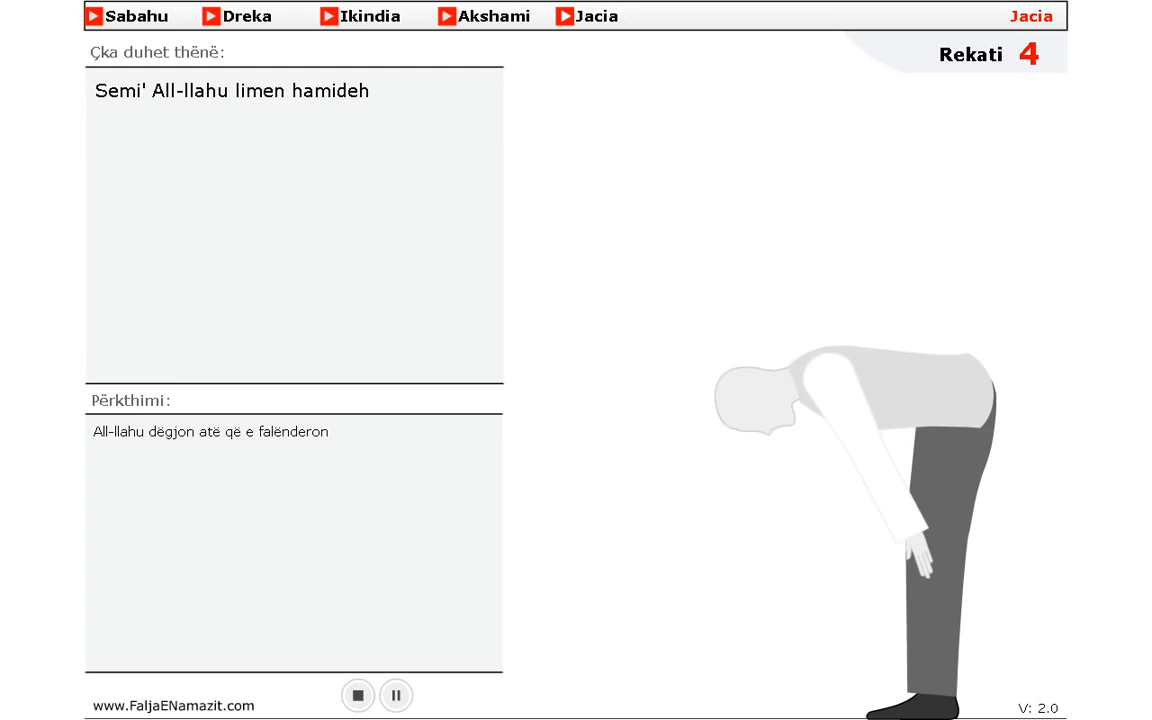 Sabahu Dreka Ikindia Akshami Jacia Jacia
Çka duhet thënë:
Rekati 4
Semi' All-llahu limen hamideh
Përkthimi:
All-llahu dëgjon atë që e falënderon
www.FaljaENamazit.com
V: 2.0